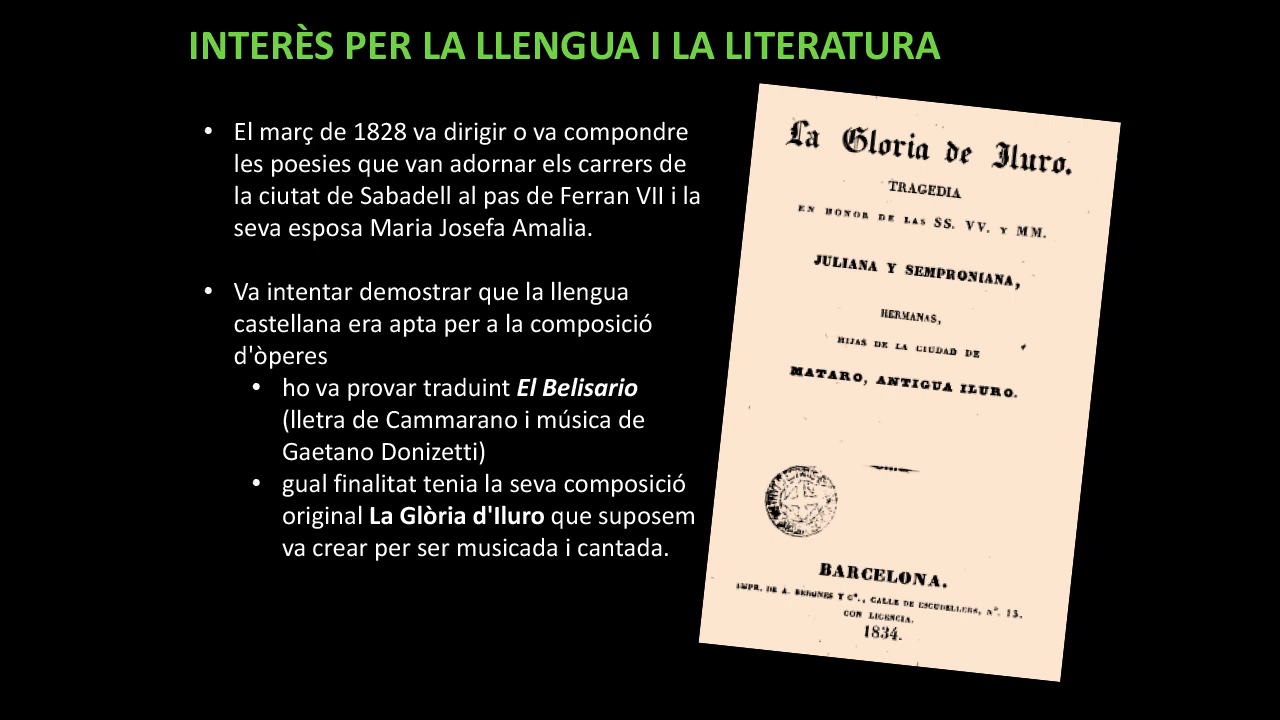 INTERÈS PER LA LLENGUA I LA LITERATURA
• El març de 1828 va dirigir o va compondre
les poesies que van adornar els carrers de
la ciutat de Sabadell al pas de Ferran VII i la
seva esposa Maria Josefa Amalia.
• Va intentar demostrar que la llengua
castellana era apta per a la composició
d'òperes
• ho va provar traduint El Belisario
(lletra de Cammarano i música de
Gaetano Donizetti)
• gual finalitat tenia la seva composició
original La Glòria d'Iluro que suposem
va crear per ser musicada i cantada.
La Gloria de Iluro.
TRAGEDIA
EN HONOR DE LAS SS. VV. Y MM.
JULIANA Y SEMPRONIANA,
HERMANAS,
HIJAS DE LA CIUDAD DE
MATARO, ANTIGUA ILURO.
BARCELONA.
IMPR. DE A. BERGNES Y Cª., CALLE DE ESCUDELLERS, Nº. 13.
CON LICENCIA.
1834.